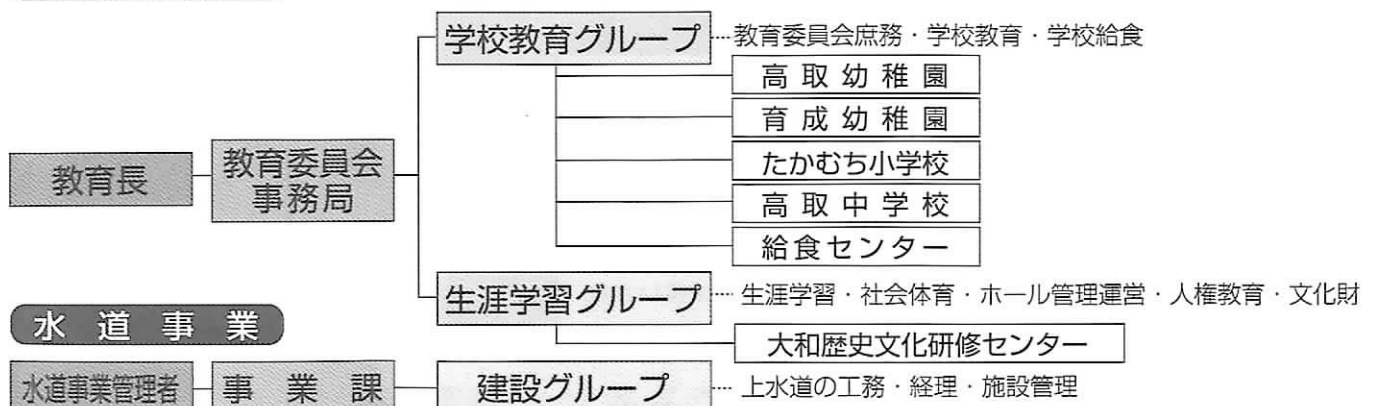 学校教育グループ
教育委員会庶務・学校教育・学校給食
高取幼稚園
育成幼稚園
たかむち小学校
高取中学校
給食センター
教育長
教育委員会
事務局
生涯学習グループ
生涯学習・社会体育・ホール管理運営・人権教育・文化財
大和歴史文化研修センター
水道事業
水道事業管理者
事業課
建設グループ
上水道の工務・経理・施設管理